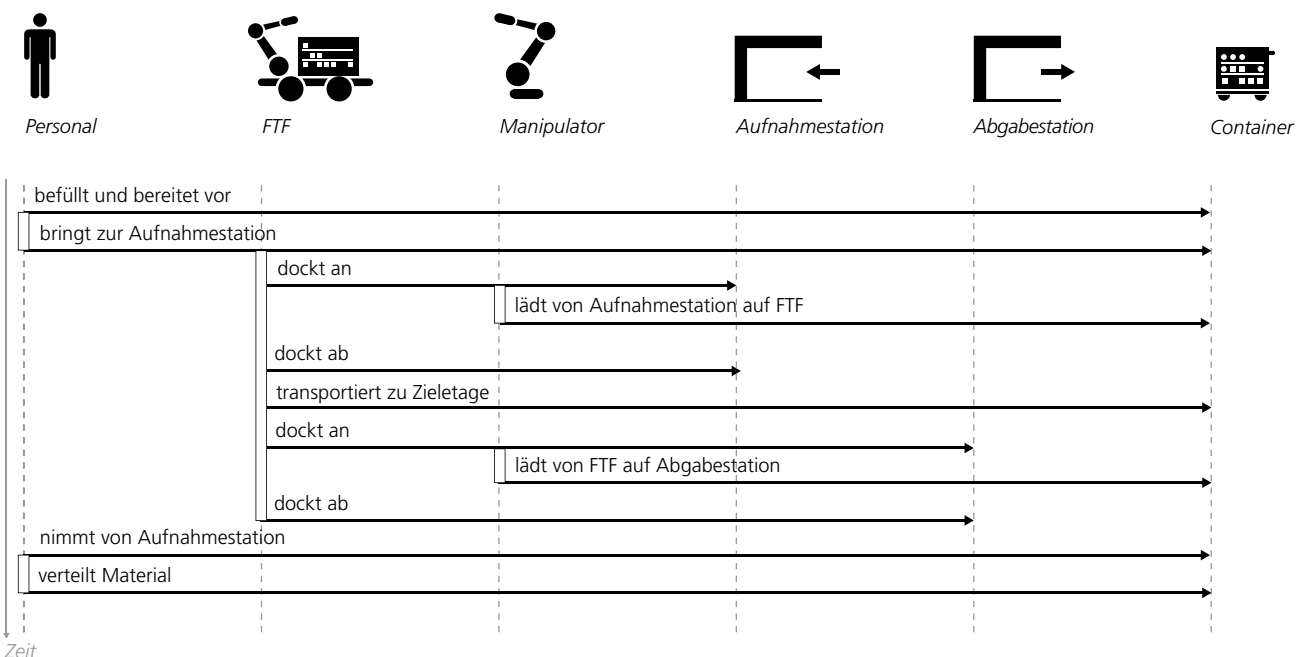 Personal
FTF
Manipulator
Aufnahmestation
Abgabestation
Container
befüllt und bereitet vor
bringt zur Aufnahmestation
dockt an
lädt von Aufnahmestation auf FTF
dockt ab
transportiert zu Zieletage
dockt an
lädt von FTF auf Abgabestation
dockt ab
nimmt von Aufnahmestation
verteilt Material
Zeit